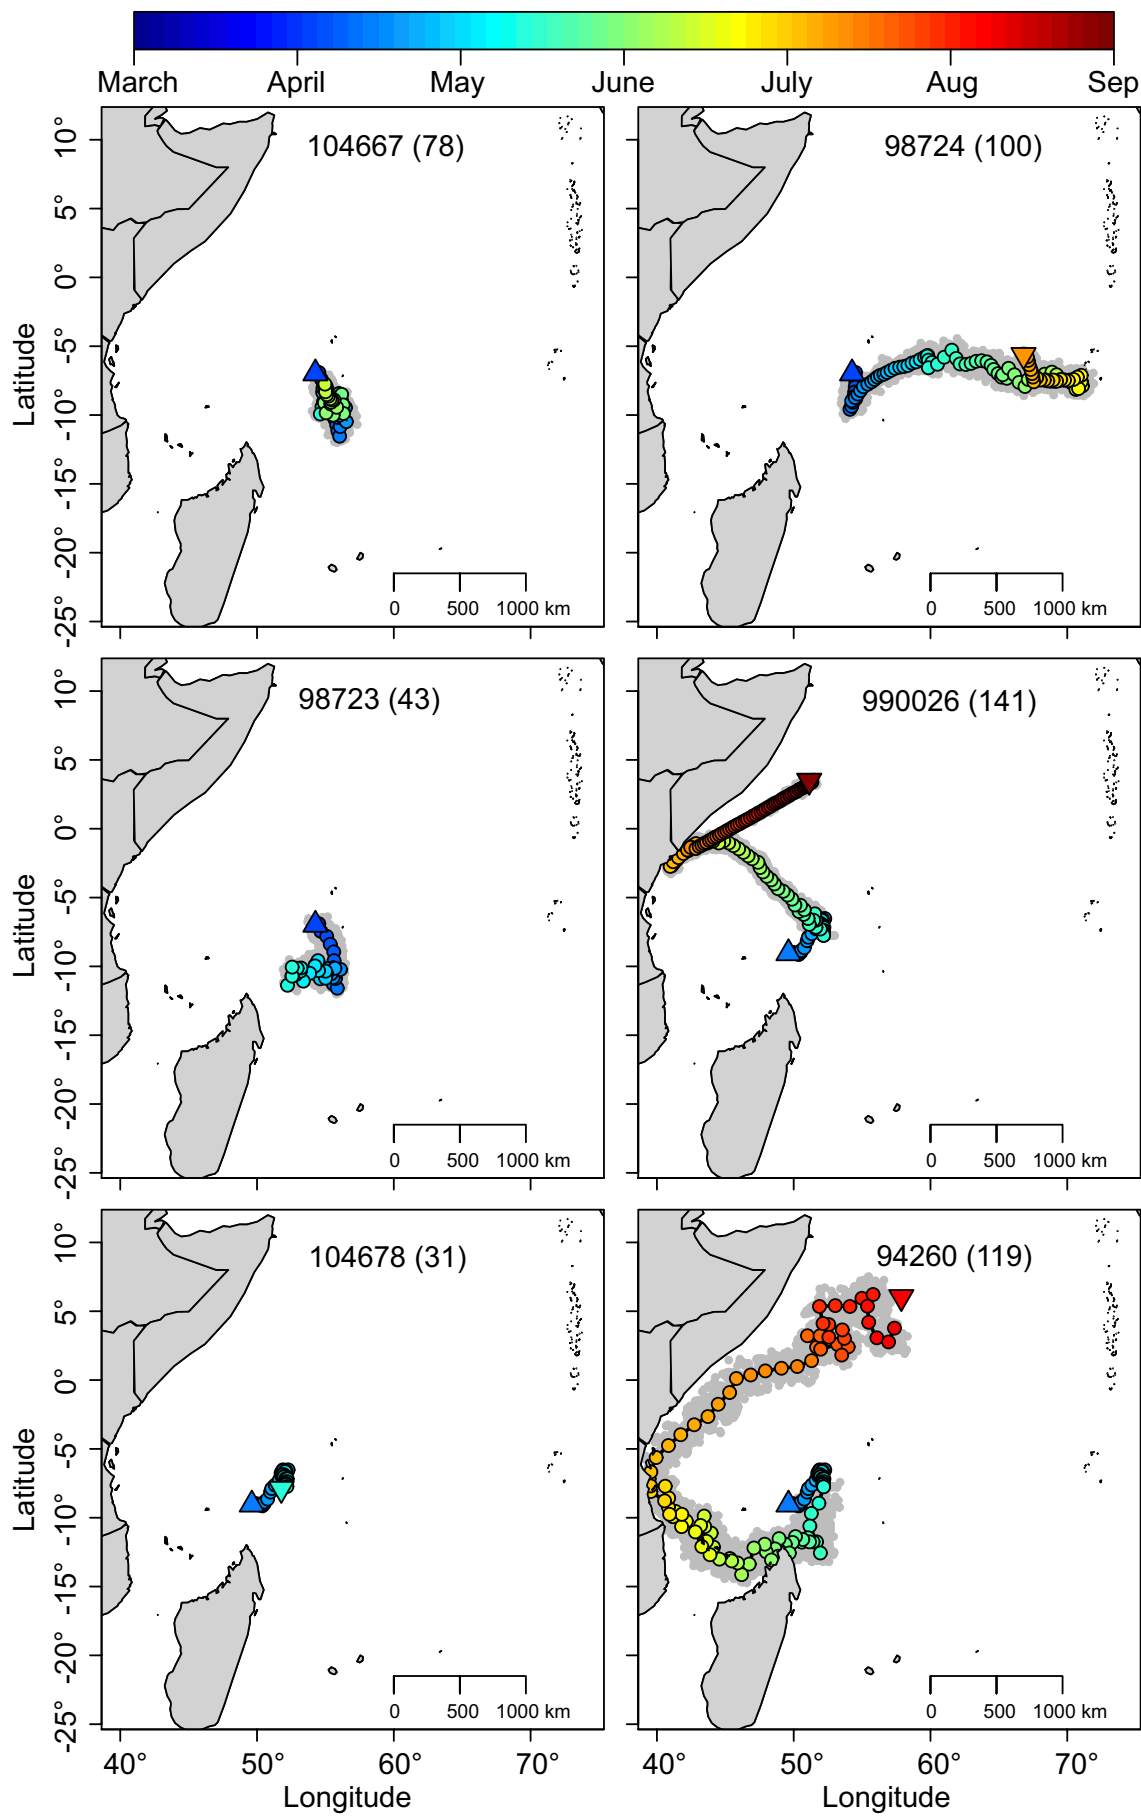 March April May June July Aug Sep
104667 (78)
98724 (100)
10°
5°
0°
-5°
-10°
-15°
-20°
-25°
Latitude
0 500 1000 km
0 500 1000 km
98723 (43)
990026 (141)
10°
5°
0°
-5°
-10°
-15°
-20°
-25°
Latitude
0 500 1000 km
0 500 1000 km
104678 (31)
94260 (119)
10°
5°
0°
-5°
-10°
-15°
-20°
-25°
Latitude
0 500 1000 km
0 500 1000 km
40° 50° 60° 70°
40° 50° 60° 70°
Longitude
Longitude